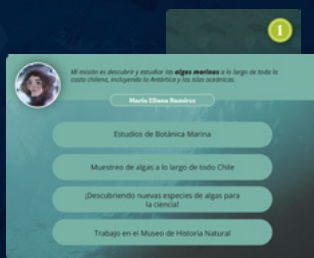 1
Mi misión es descubrir y estudiar las algas marinas a lo largo de toda la
costa chilena, incluyendo la Antártica y las islas oceánicas.
María Eliana Ramírez
Estudios de Botánica Marina
Muestreo de algas a lo largo de todo Chile
¡Descubriendo nuevas especies de algas para
la ciencia!
Trabajo en el Museo de Historia Natural